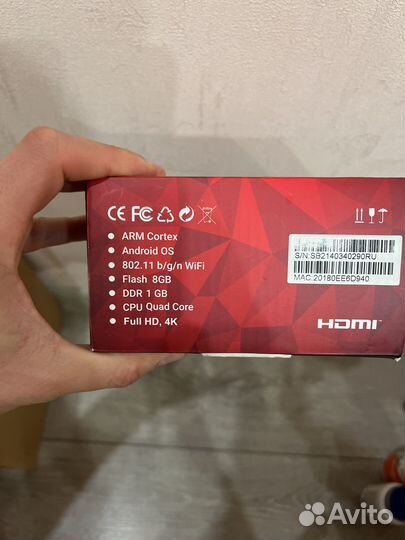 CE FC
ARM Cortex
Android OS
802.11 b/g/n WiFi
Flash 8GB
DDR 1 GB
CPU Quad Core
Full HD, 4K
S/N:SB2140340290RU
MAC:20180EE6D940
HDMI
Avito